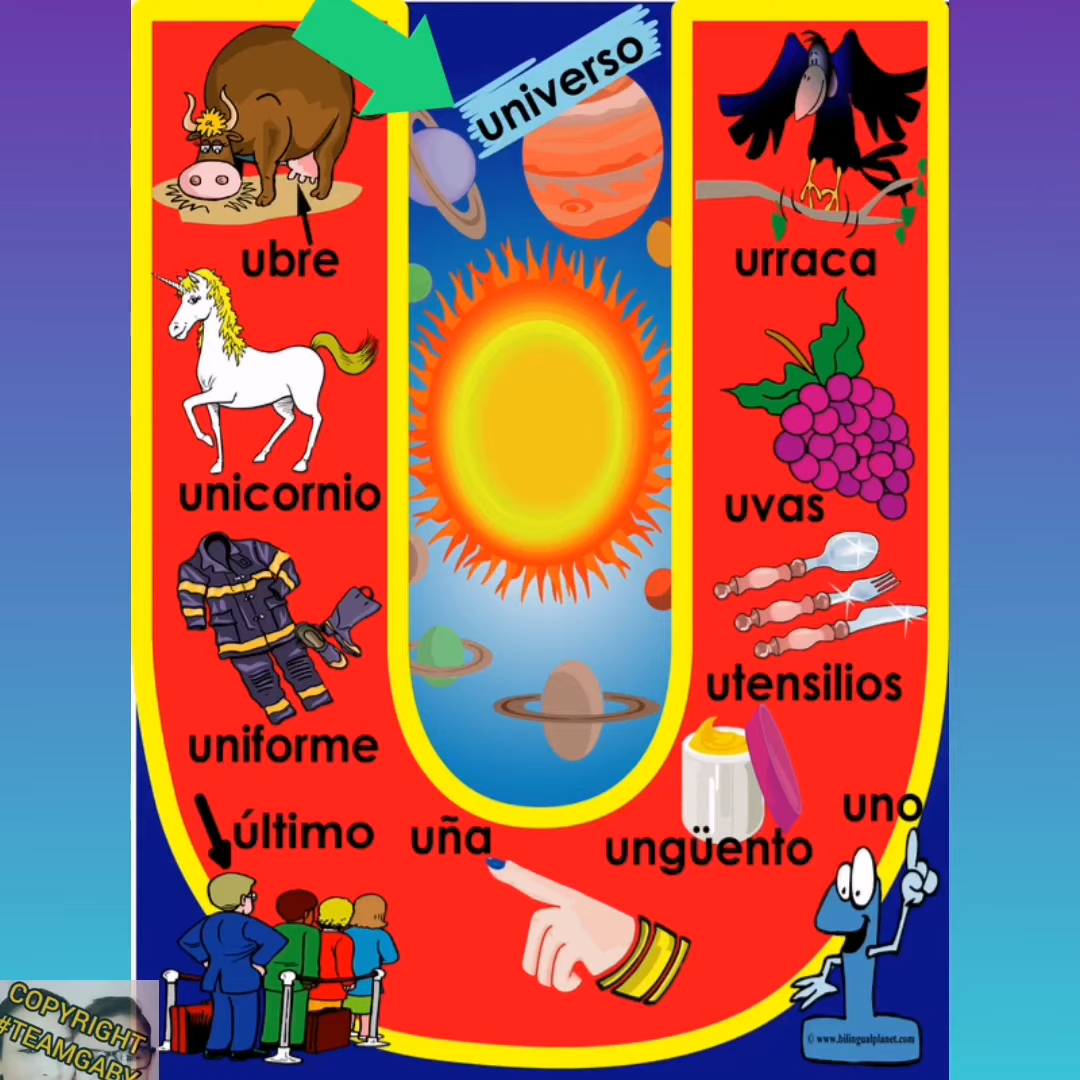 universo
ubre
urraca
unicornio
uvas
uniforme
utensilios
último
uña
ungüento
uno
© www.bilingualplanet.com
COPYRIGHT
#TEAMGABY